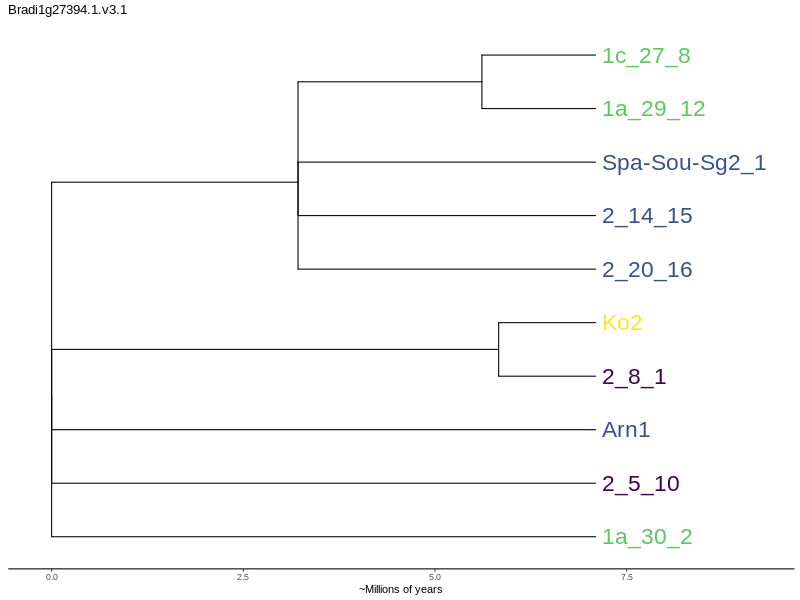 Bradi1g27394.1.v3.1
1c_27_8
1a_29_12
Spa-Sou-Sg2_1
2_14_15
2_20_16
Ko2
2_8_1
Arn1
2_5_10
1a_30_2
0.0 2.5 5.0 7.5
~Millions of years